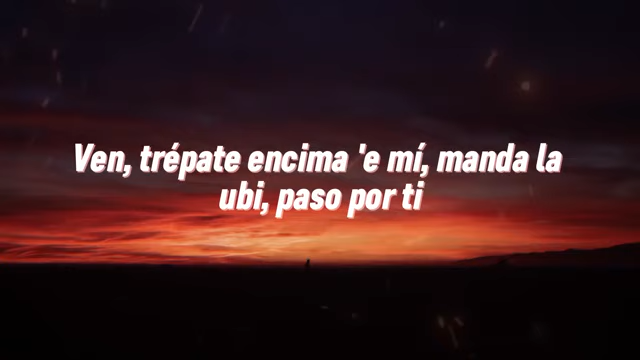 Ven, trépate encima 'e mí, manda la
ubi, paso por ti